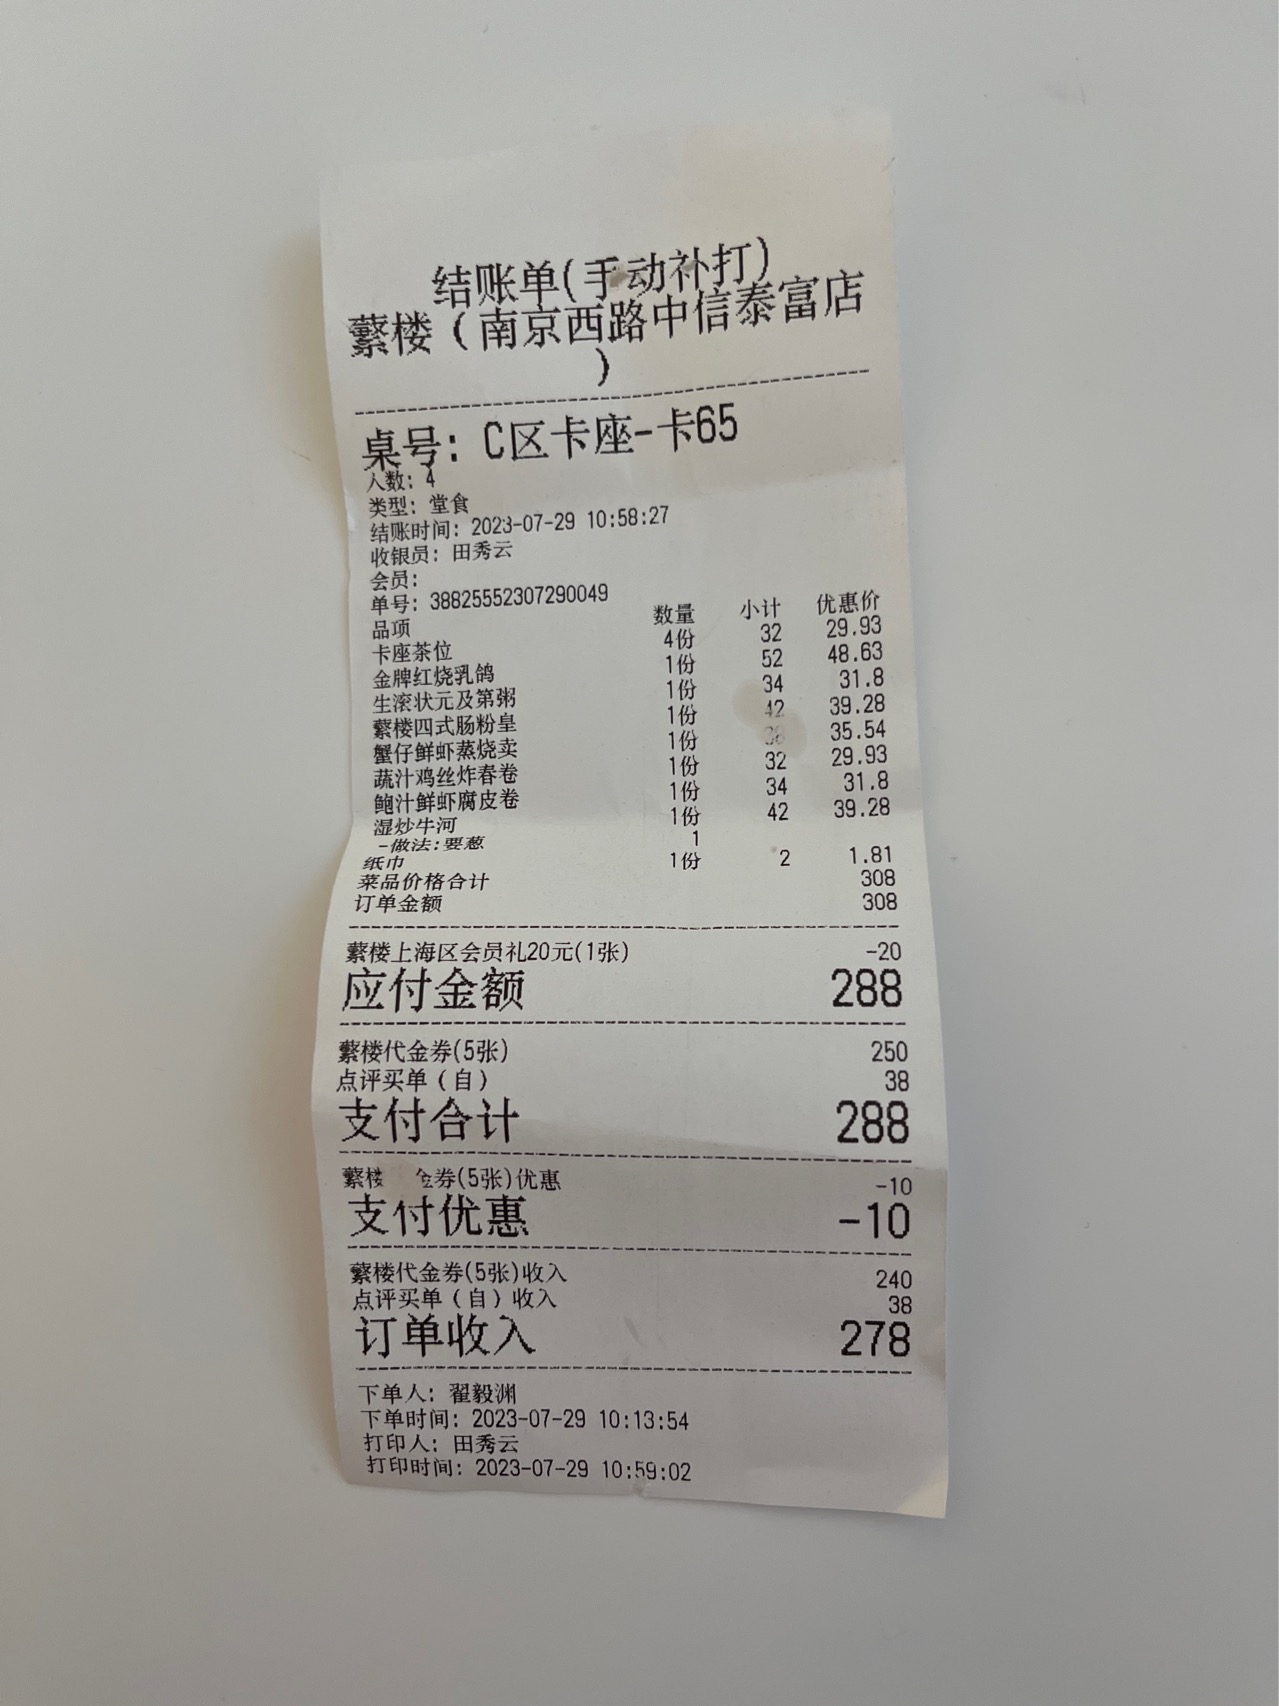 结账单(手动补打)
蘩楼（南京西路中信泰富店
）
桌号: C区卡座-卡65
人数: 4
类型: 堂食
结账时间: 2023-07-29 10:58:27
收银员: 田秀云
会员:
单号: 38825552307290049
品项 数量 小计 优惠价
卡座茶位 4份 32 29.93
金牌红烧乳鸽 1份 52 48.63
生滚状元及第粥 1份 34 31.8
蘩楼四式肠粉皇 1份 42 39.28
蟹仔鲜虾蒸烧卖 1份 38 35.54
蔬汁鸡丝炸春卷 1份 32 29.93
鲍汁鲜虾腐皮卷 1份 34 31.8
湿炒牛河 1份 42 39.28
-做法:要葱 1
纸巾 1份 2 1.81
菜品价格合计 308
订单金额 308
蘩楼上海区会员礼20元(1张) -20
应付金额 288
蘩楼代金券(5张) 250
点评买单（自） 38
支付合计 288
蘩楼 金券(5张)优惠 -10
支付优惠 -10
蘩楼代金券(5张)收入 240
点评买单（自）收入 38
订单收入 278
下单人: 翟毅渊
下单时间: 2023-07-29 10:13:54
打印人: 田秀云
打印时间: 2023-07-29 10:59:02